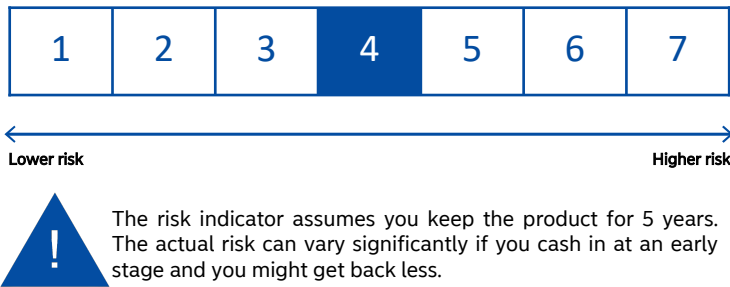 1 2 3 4 5 6 7
Lower risk Higher risk
! The risk indicator assumes you keep the product for 5 years.
The actual risk can vary significantly if you cash in at an early
stage and you might get back less.